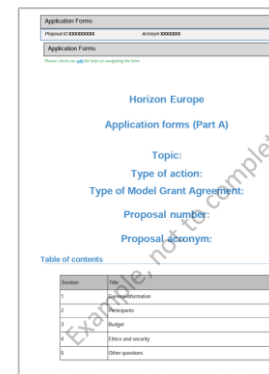 Application Forms
Proposal ID XXXXXXXXX Acronym XXXXXXX
Application Forms
Please check our wiki for help on navigating the form
Horizon Europe
Application forms (Part A)
Topic:
Type of action:
Type of Model Grant Agreement:
Proposal number:
Proposal acronym:
Table of contents
Section Title
1 General information
2 Participants
3 Budget
4 Ethics and security
5 Other questions
Example, not to complet